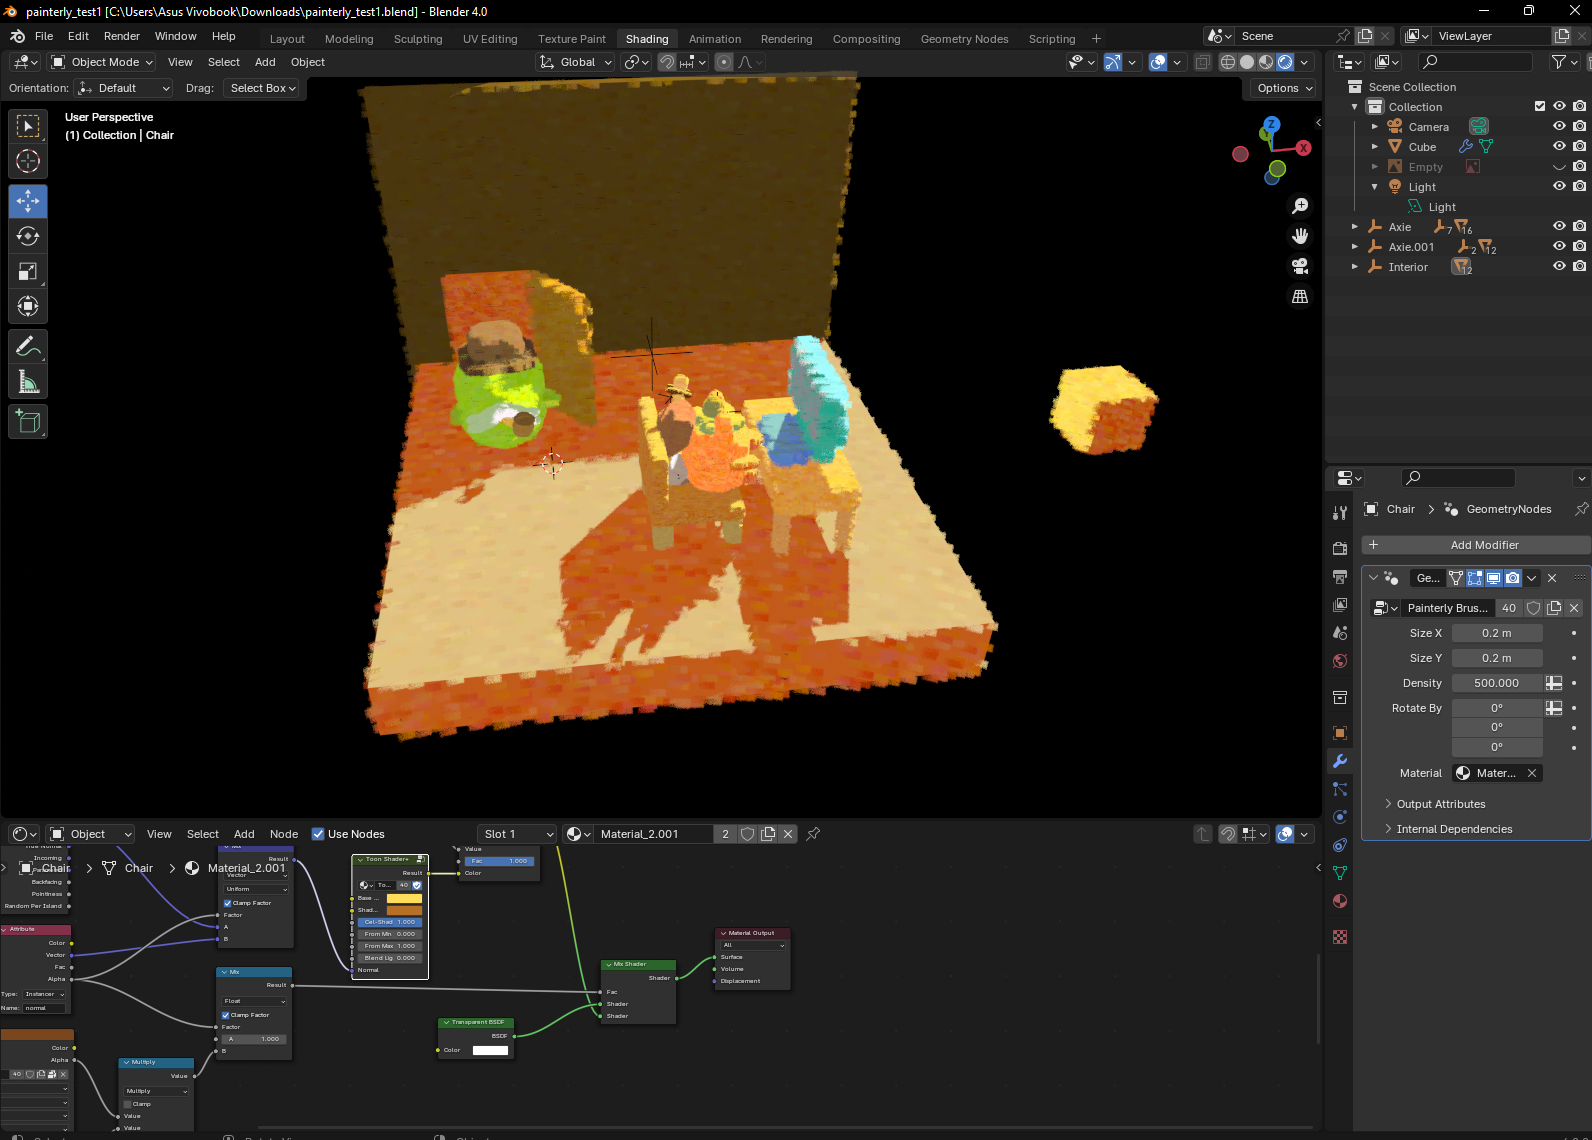 painterly_test1 [C:\Users\Asus Vivobook\Downloads\painterly_test1.blend] - Blender 4.0
File Edit Render Window Help
Layout Modeling Sculpting UV Editing Texture Paint Shading Animation Rendering Compositing Geometry Nodes Scripting +
Scene
ViewLayer
Object Mode View Select Add Object
Global
Orientation: Default Drag: Select Box
Options
User Perspective
(1) Collection | Chair
Z
Y
X
Scene Collection
Collection
Camera
Cube
Empty
Light
Light
Axie 7 16
Axie.001 2 12
Interior 12
Chair > GeometryNodes
+ Add Modifier
Ge...
Painterly Brus... 40
Size X 0.2 m
Size Y 0.2 m
Density 500.000
Rotate By 0°
0°
0°
Material Mater...
Output Attributes
Internal Dependencies
Object View Select Add Node Use Nodes
Slot 1
Material_2.001 2
Chair > Chair > Material_2.001
Incoming
Backfacing
Pointiness
Random Per Island
Attribute
Color
Vector
Fac
Alpha
Type: Instancer
Name: normal
Color
Alpha
40
Result
Vector
Uniform
Clamp Factor
Factor
A
B
Mix
Result
Float
Clamp Factor
Factor
A 1.000
B
Multiply
Value
Multiply
Clamp
Value
Value
Toon Shader+
Result
To... 40
Base ...
Shad...
Cel-Shad 1.000
From Min 0.000
From Max 1.000
Blend Lig 0.000
Normal
Value
Fac 1.000
Color
Transparent BSDF
BSDF
Color
Mix Shader
Shader
Fac
Shader
Shader
Material Output
All
Surface
Volume
Displacement